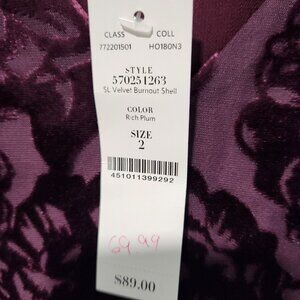 CLASS COLL
772201501 HO180N3
STYLE
570251263
SL Velvet Burnout Shell
COLOR
Rich Plum
SIZE
2
451011399292
69.99
$89.00